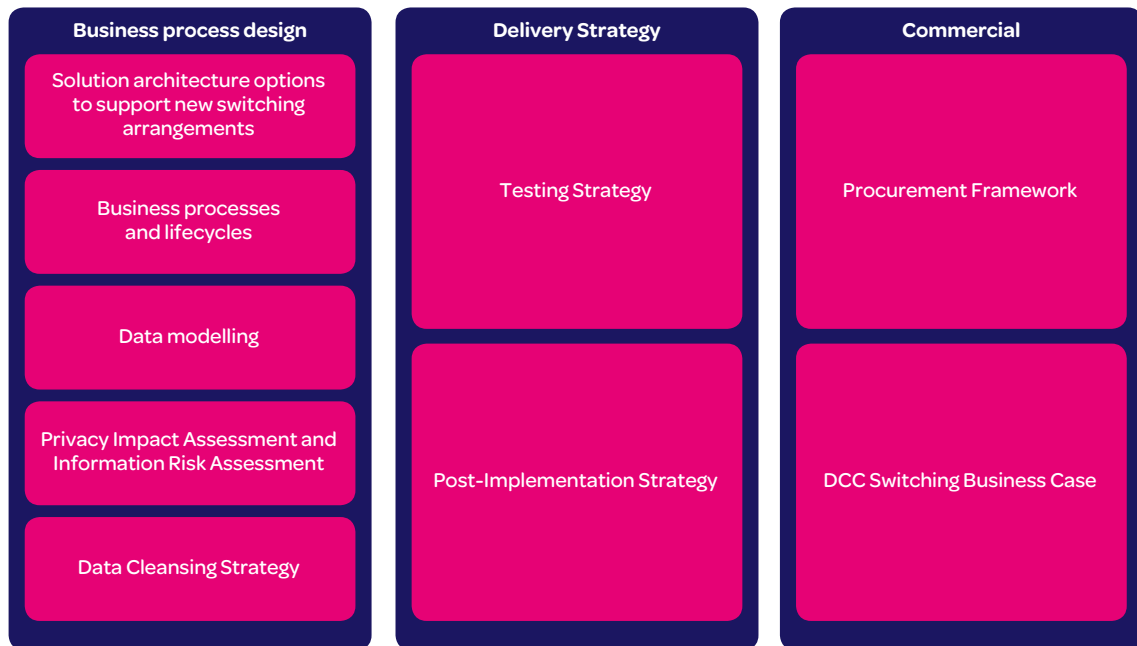 Business process design
Solution architecture options
to support new switching
arrangements
Business processes
and lifecycles
Data modelling
Privacy Impact Assessment and
Information Risk Assessment
Data Cleansing Strategy
Delivery Strategy
Testing Strategy
Post-Implementation Strategy
Commercial
Procurement Framework
DCC Switching Business Case